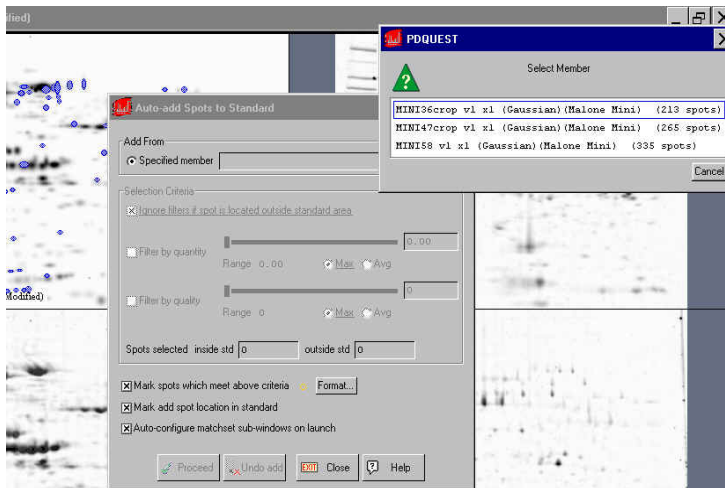 ified)
PDQUEST
Select Member
MINI36crop v1 x1 (Gaussian)(Malone Mini) (213 spots)
MINI47crop v1 x1 (Gaussian)(Malone Mini) (265 spots)
MINI58 v1 x1 (Gaussian)(Malone Mini) (335 spots)
Cancel
Auto-add Spots to Standard
Add From
Specified member
Selection Criteria
Ignore filters if spot is located outside standard area
Filter by quantity
0.00
Range 0.00 Max Avg
Filter by quality
0
Range 0 Max Avg
Modified)
Spots selected inside std 0 outside std 0
Mark spots which meet above criteria Format...
Mark add spot location in standard
Auto-configure matchset sub-windows on launch
Proceed Undo add EXIT Close ? Help